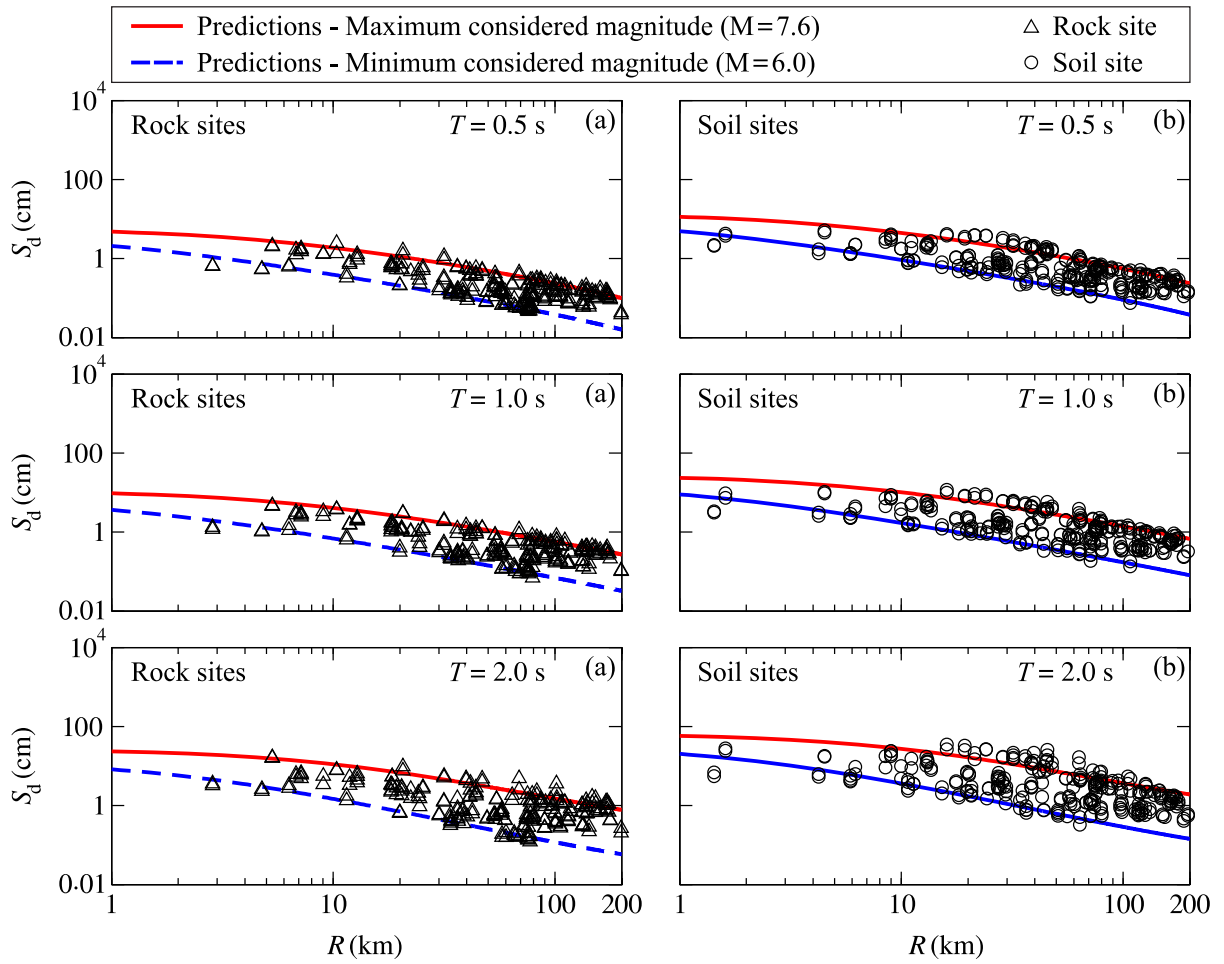 Predictions - Maximum considered magnitude (M=7.6)
Rock site
Predictions - Minimum considered magnitude (M=6.0)
Soil site
Rock sites
T = 0.5 s
(a)
Soil sites
T = 0.5 s
(b)
10⁴
100
1
0.01
S_d (cm)
Rock sites
T = 1.0 s
(a)
Soil sites
T = 1.0 s
(b)
10⁴
100
1
0.01
S_d (cm)
Rock sites
T = 2.0 s
(a)
Soil sites
T = 2.0 s
(b)
10⁴
100
1
0.01
S_d (cm)
1
10
100
200
1
10
100
200
R (km)
R (km)